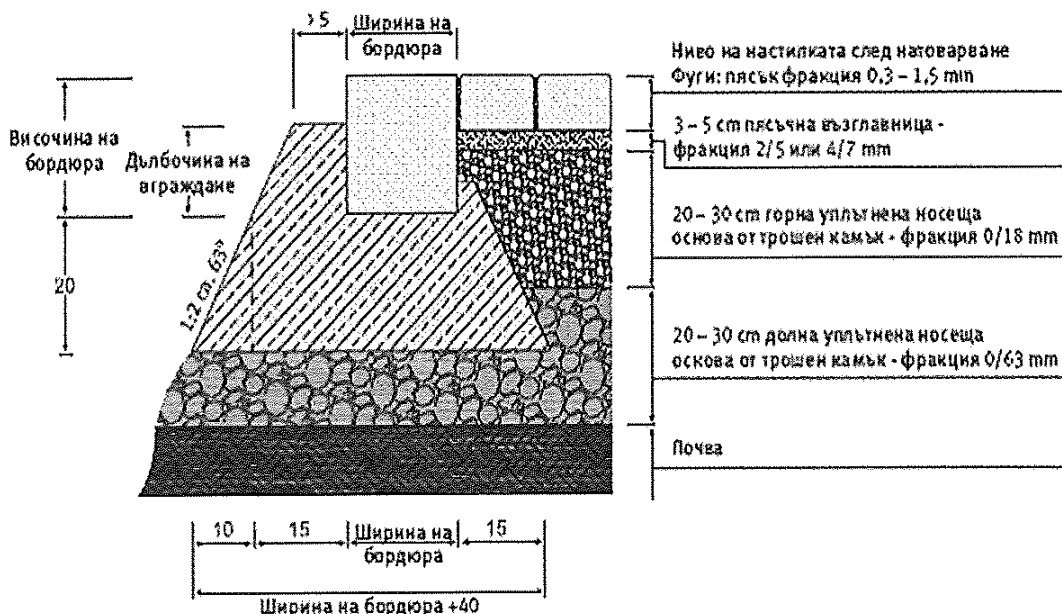 >5
Ширина на
бордюра
Височина на
бордюра
Дълбочина на
вграждане
20
1:2 сп. 63°
Ниво на настилката след натоварване
Фуги: пясък фракция 0,3 – 1,5 mm
3 – 5 cm пясъчна възглавница -
фракция 2/5 или 4/7 mm
20 – 30 cm горна уплътнена носеща
основа от трошен камък - фракция 0/18 mm
20 – 30 cm долна уплътнена носеща
оскова от трошен камък - фракция 0/63 mm
Почва
10
15
Ширина на
бордюра
15
Ширина на бордюра +40